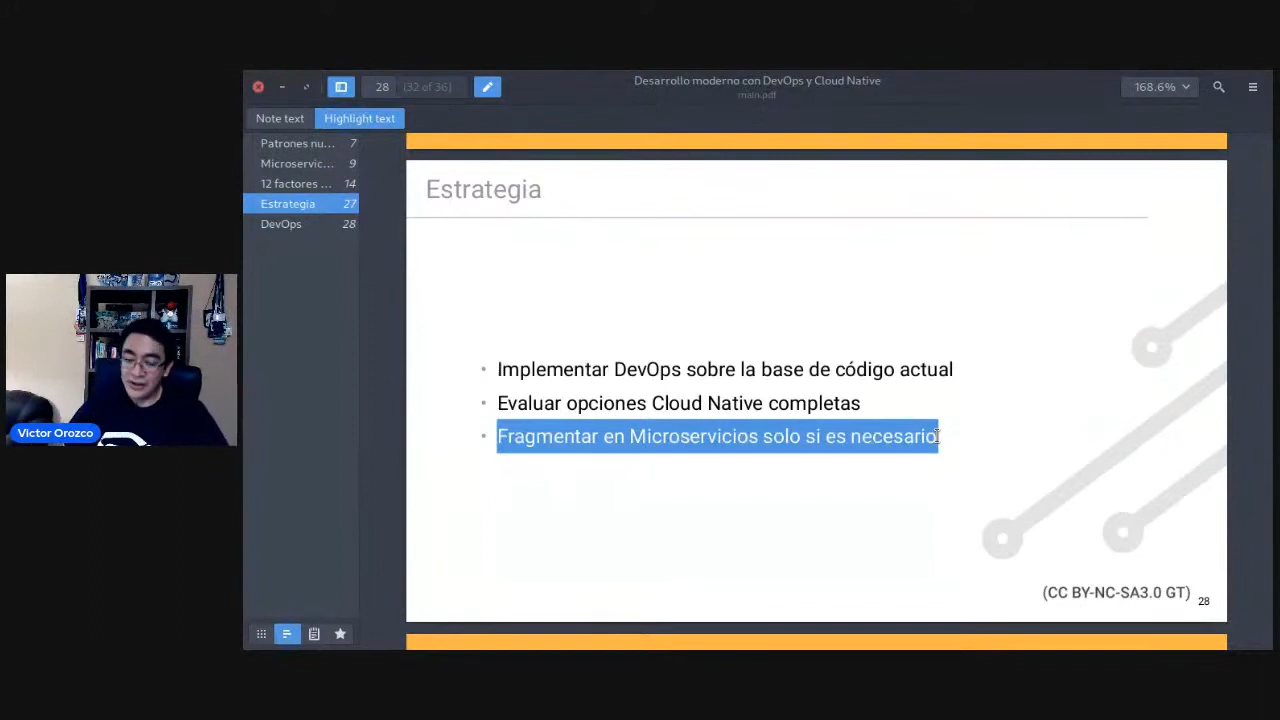 Desarrollo moderno con DevOps y Cloud Native
main.pdf
28 (32 of 36)
168.6%
Note text
Highlight text
Patrones nu... 7
Microservic... 9
12 factores ... 14
Estrategia 27
DevOps 28
Estrategia
• Implementar DevOps sobre la base de código actual
• Evaluar opciones Cloud Native completas
• Fragmentar en Microservicios solo si es necesario
(CC BY-NC-SA3.0 GT)
28
Victor Orozco